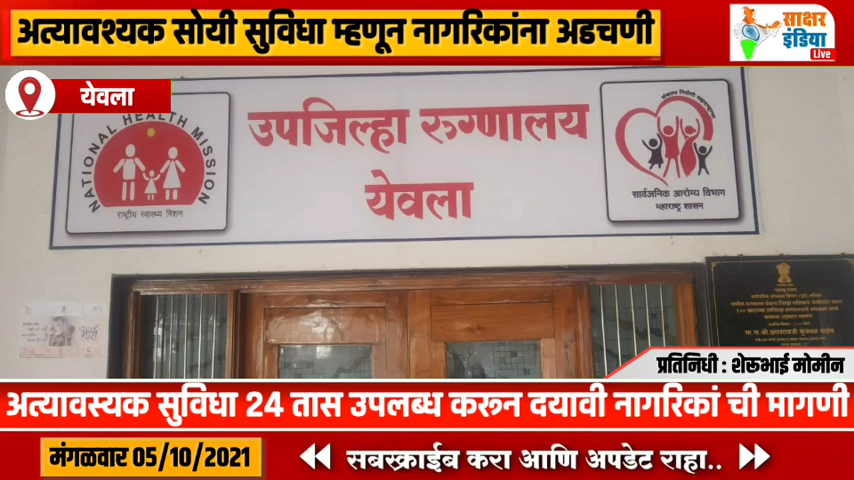 अत्यावश्यक सोयी सुविधा म्हणून नागरिकांना अडचणी
साक्षर
इंडिया
Live
येवला
NATIONAL HEALTH MISSION
राष्ट्रीय स्वास्थ्य मिशन
उपजिल्हा रुग्णालय
येवला
सार्वजनिक आरोग्य विभाग
महाराष्ट्र शासन
प्रतिनिधी : शेरूभाई मोमीन
अत्यावस्यक सुविधा 24 तास उपलब्ध करून दयावी नागरिकां ची मागणी
मंगळवार 05/10/2021
सबस्क्राईब करा आणि अपडेट राहा..